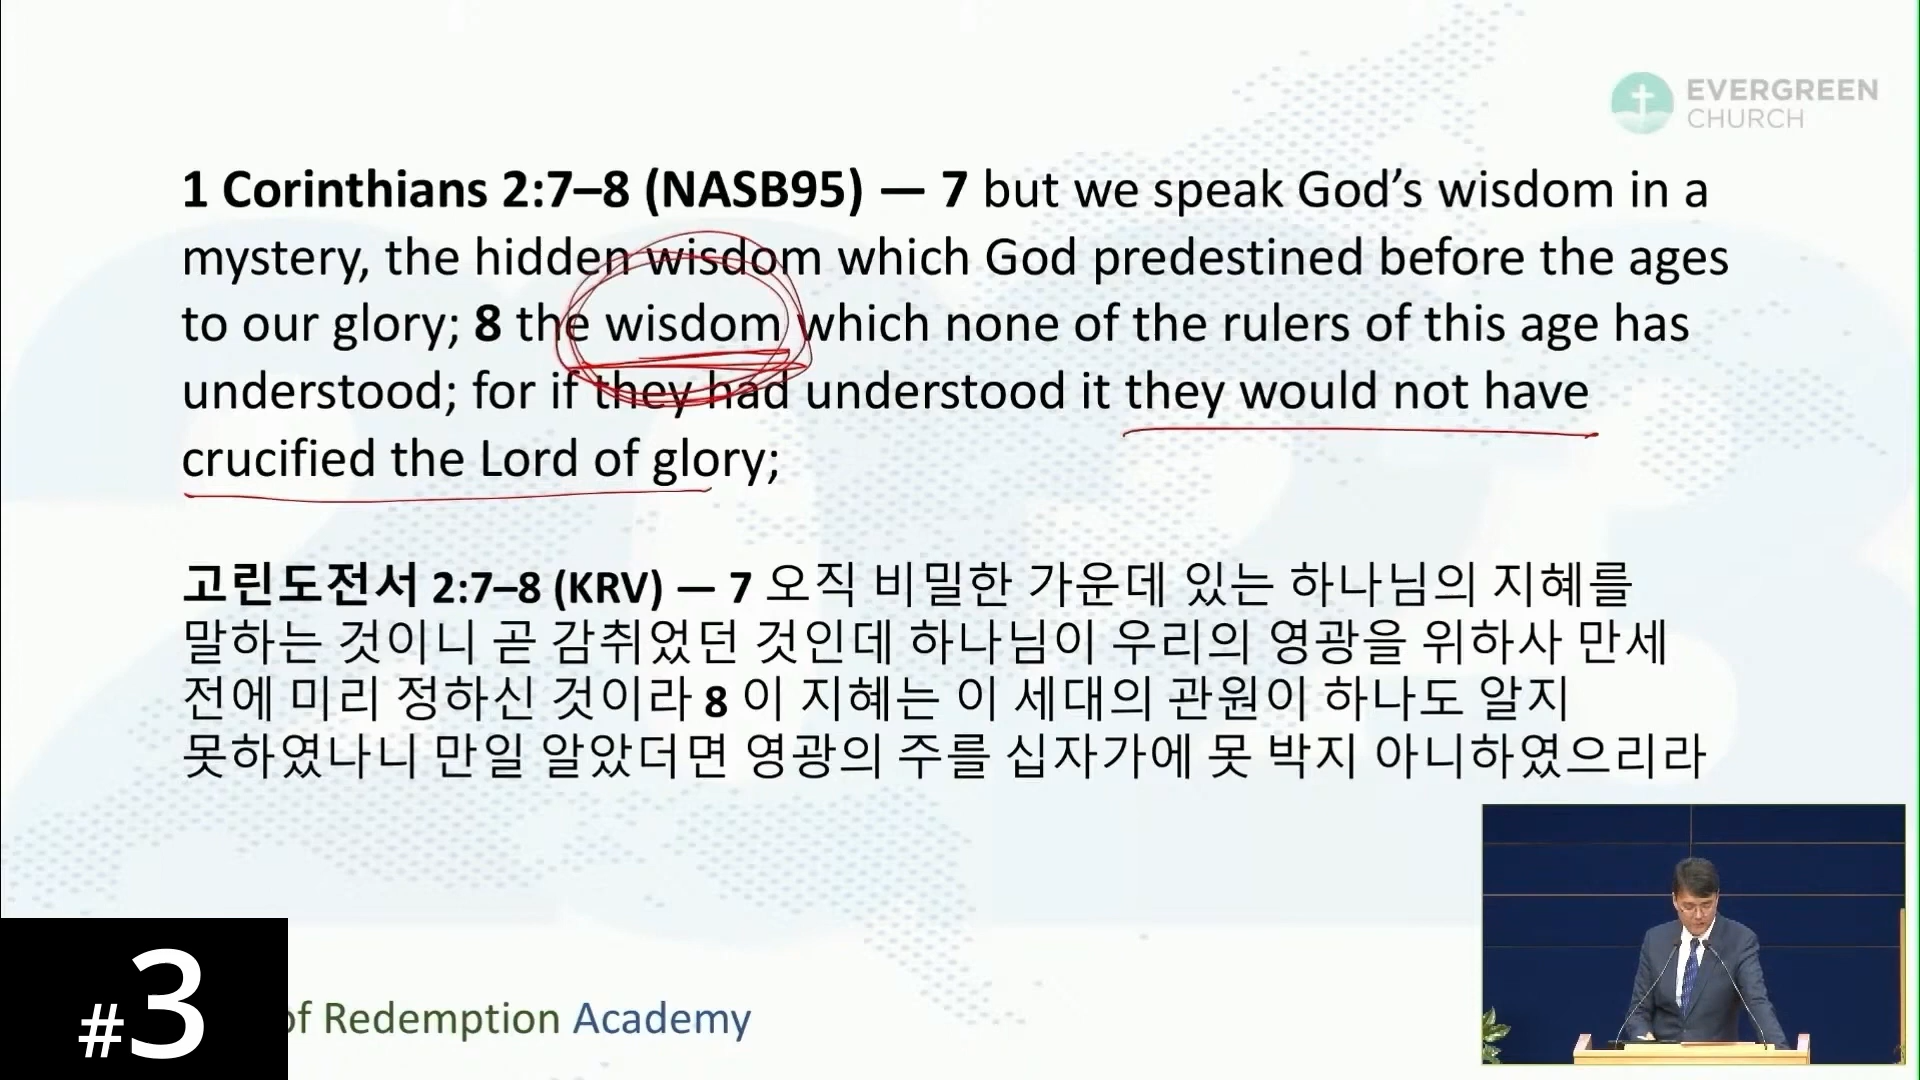 EVERGREEN
CHURCH
1 Corinthians 2:7–8 (NASB95) — 7 but we speak God’s wisdom in a
mystery, the hidden wisdom which God predestined before the ages
to our glory; 8 the wisdom which none of the rulers of this age has
understood; for if they had understood it they would not have
crucified the Lord of glory;
고린도전서 2:7–8 (KRV) — 7 오직 비밀한 가운데 있는 하나님의 지혜를
말하는 것이니 곧 감취었던 것인데 하나님이 우리의 영광을 위하사 만세
전에 미리 정하신 것이라 8 이 지혜는 이 세대의 관원이 하나도 알지
못하였나니 만일 알았더면 영광의 주를 십자가에 못 박지 아니하였으리라
#3
of Redemption Academy